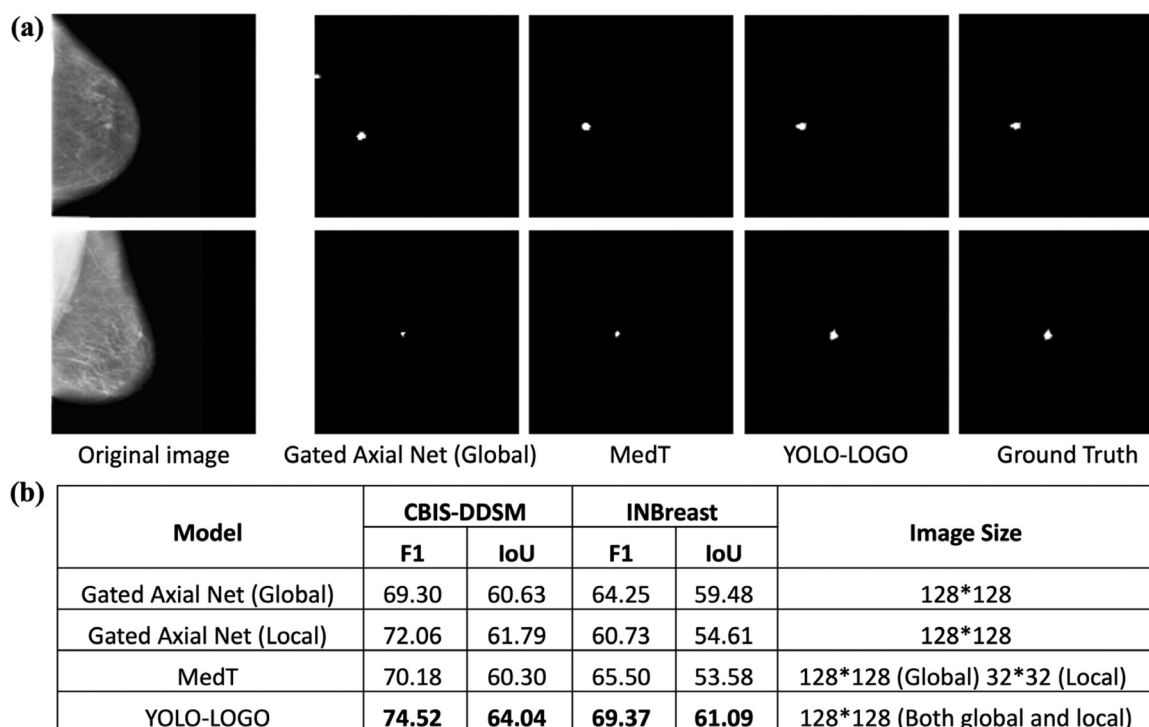 (a)
Original image Gated Axial Net (Global) MedT YOLO-LOGO Ground Truth
(b)
Model CBIS-DDSM INBreast Image Size
F1 IoU F1 IoU
Gated Axial Net (Global) 69.30 60.63 64.25 59.48 128*128
Gated Axial Net (Local) 72.06 61.79 60.73 54.61 128*128
MedT 70.18 60.30 65.50 53.58 128*128 (Global) 32*32 (Local)
YOLO-LOGO 74.52 64.04 69.37 61.09 128*128 (Both global and local)